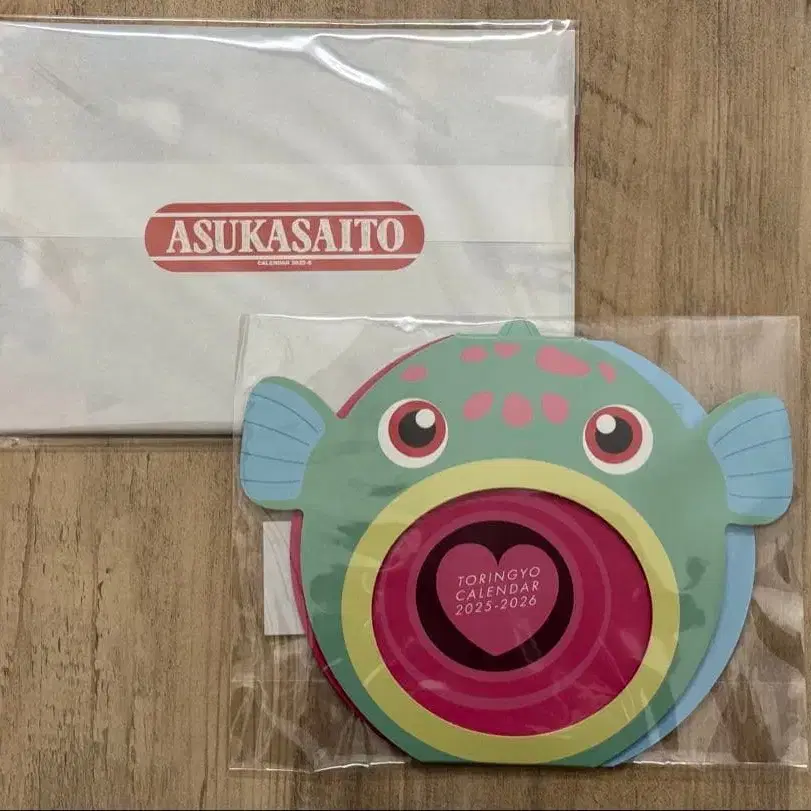 ASUKASAITO
CALENDAR 2025-6
TORINGYO
CALENDAR
2025-2026